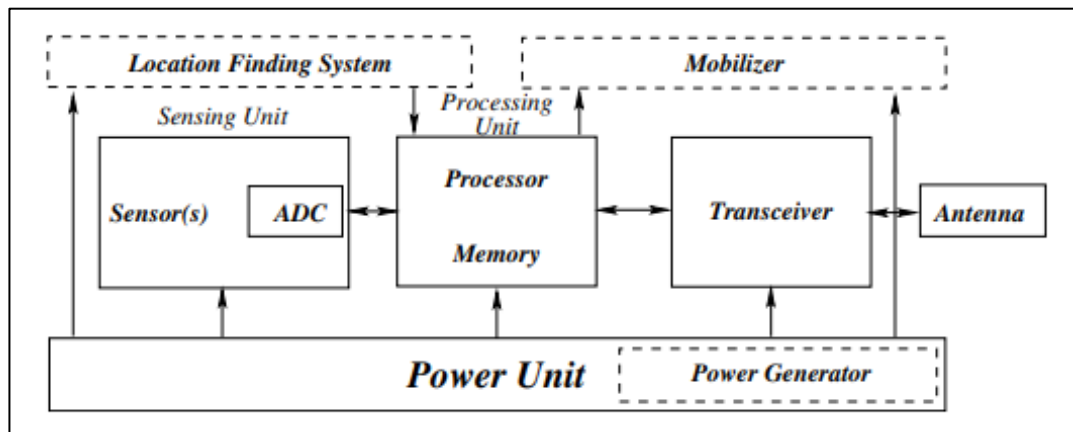 Location Finding System
Mobilizer
Sensing Unit
Processing
Unit
Sensor(s)
ADC
Processor
Memory
Transceiver
Antenna
Power Unit
Power Generator